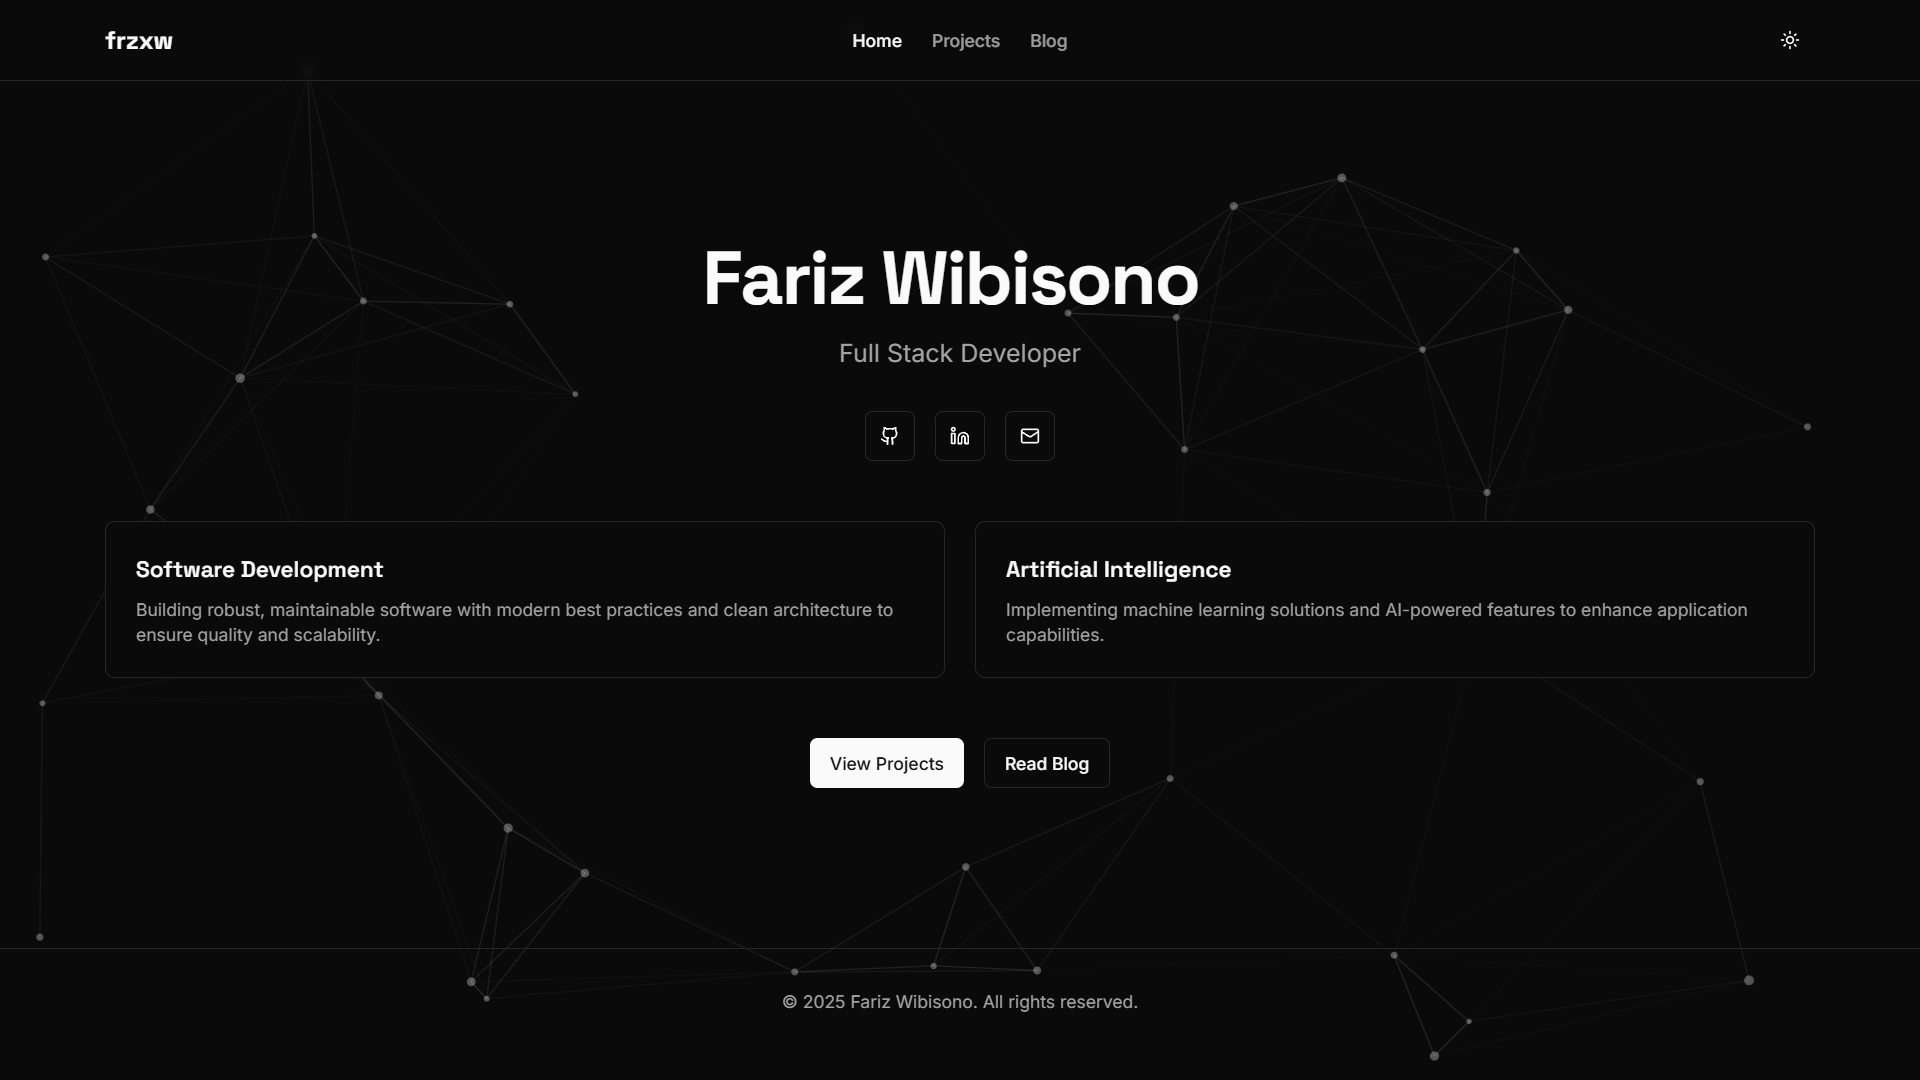 frzxw
Home Projects Blog
Fariz Wibisono
Full Stack Developer
Software Development
Building robust, maintainable software with modern best practices and clean architecture to
ensure quality and scalability.
Artificial Intelligence
Implementing machine learning solutions and AI-powered features to enhance application
capabilities.
View Projects
Read Blog
© 2025 Fariz Wibisono. All rights reserved.